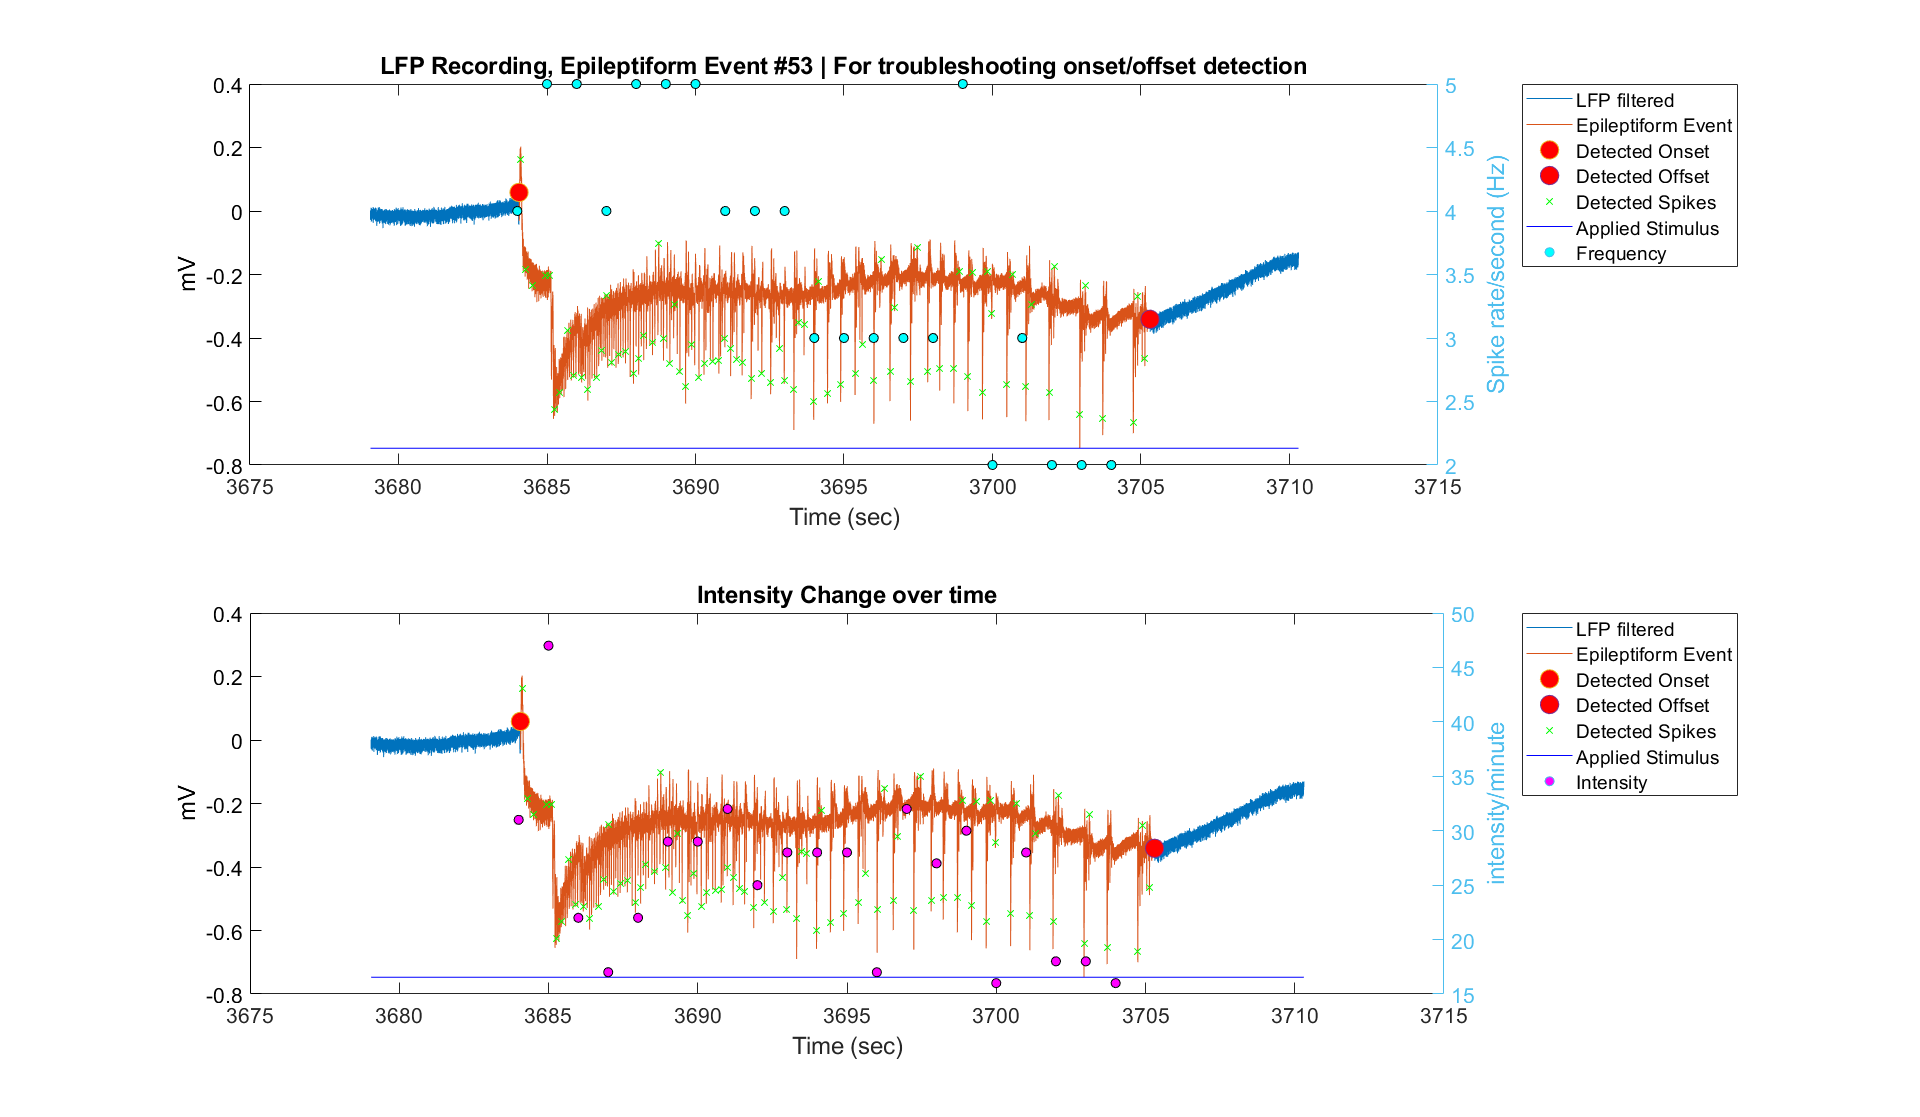 LFP Recording, Epileptiform Event #53 | For troubleshooting onset/offset detection
0.4
0.2
0
-0.2
-0.4
-0.6
-0.8
mV
5
4.5
4
3.5
3
2.5
2
Spike rate/second (Hz)
3675 3680 3685 3690 3695 3700 3705 3710 3715
Time (sec)
LFP filtered
Epileptiform Event
Detected Onset
Detected Offset
Detected Spikes
Applied Stimulus
Frequency
Intensity Change over time
0.4
0.2
0
-0.2
-0.4
-0.6
-0.8
mV
50
45
40
35
30
25
20
15
intensity/minute
3675 3680 3685 3690 3695 3700 3705 3710 3715
Time (sec)
LFP filtered
Epileptiform Event
Detected Onset
Detected Offset
Detected Spikes
Applied Stimulus
Intensity